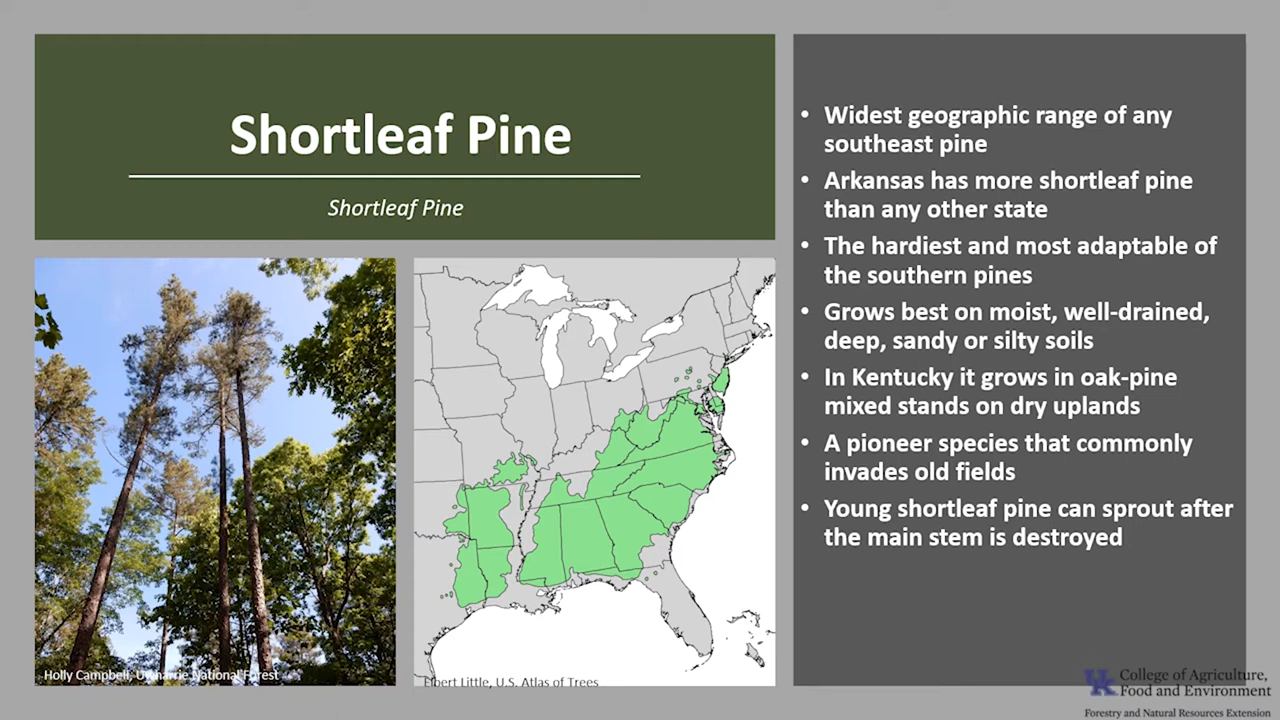 Shortleaf Pine
Shortleaf Pine
• Widest geographic range of any
southeast pine
• Arkansas has more shortleaf pine
than any other state
• The hardiest and most adaptable of
the southern pines
• Grows best on moist, well-drained,
deep, sandy or silty soils
• In Kentucky it grows in oak-pine
mixed stands on dry uplands
• A pioneer species that commonly
invades old fields
• Young shortleaf pine can sprout after
the main stem is destroyed
Holly Campbell, Uwharrie National Forest
Elbert Little, U.S. Atlas of Trees
UK College of Agriculture,
Food and Environment
Forestry and Natural Resources Extension